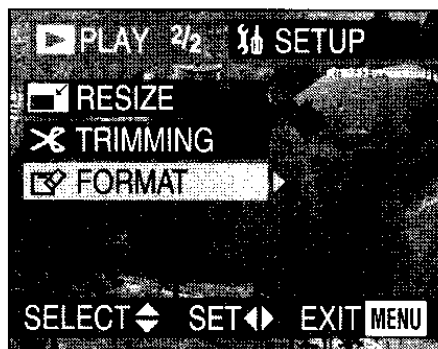 PLAY 2/2 SETUP
RESIZE
TRIMMING
FORMAT
SELECT SET EXIT MENU